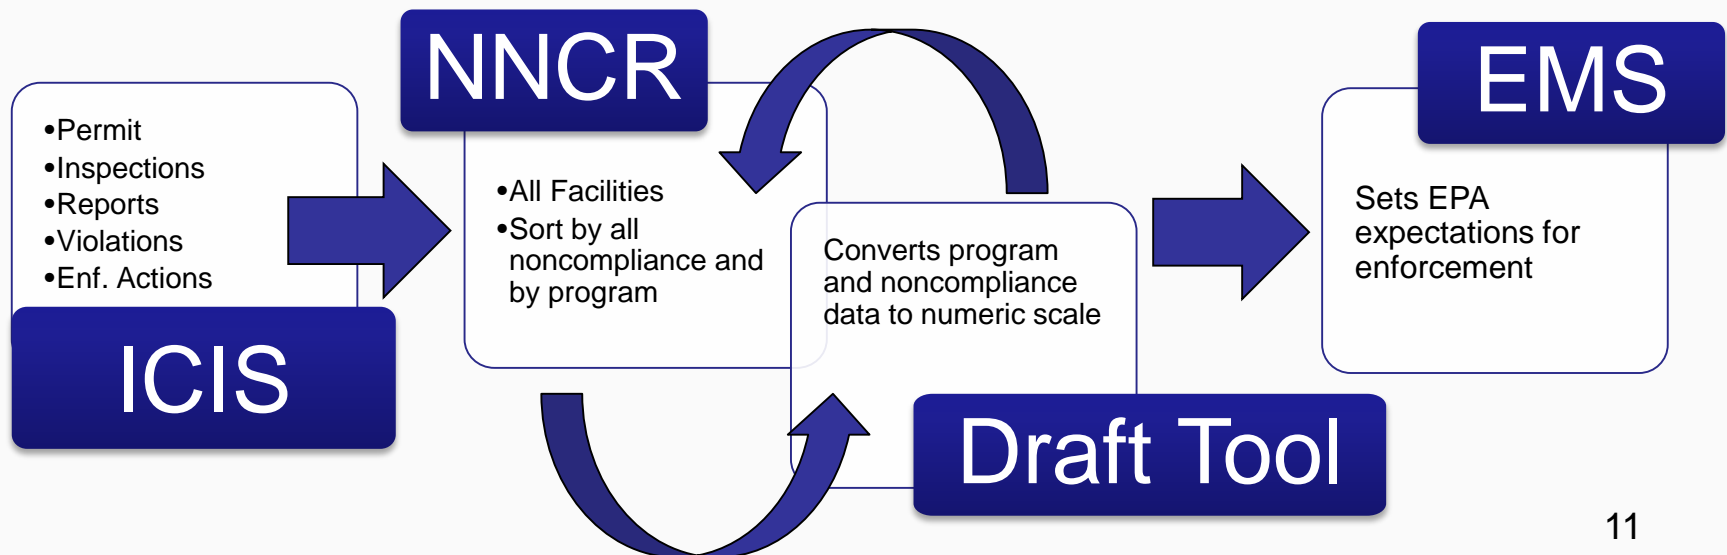 •Permit
•Inspections
•Reports
•Violations
•Enf. Actions
ICIS
NNCR
•All Facilities
•Sort by all
noncompliance and
by program
Converts program
and noncompliance
data to numeric scale
Draft Tool
EMS
Sets EPA
expectations for
enforcement
11